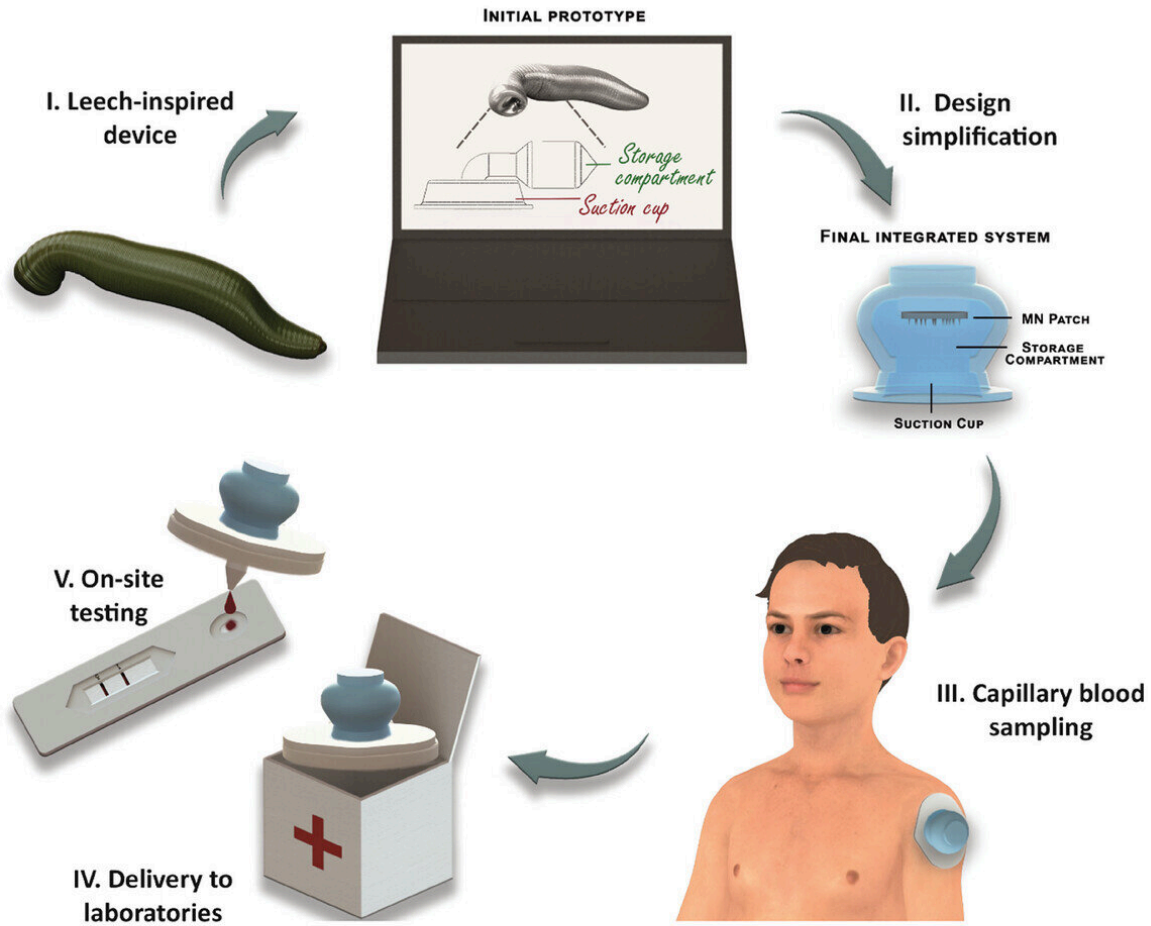 INITIAL PROTOTYPE
I. Leech-inspired
device
Storage
compartment
Suction cup
II. Design
simplification
FINAL INTEGRATED SYSTEM
MN PATCH
STORAGE
COMPARTMENT
SUCTION CUP
III. Capillary blood
sampling
IV. Delivery to
laboratories
V. On-site
testing